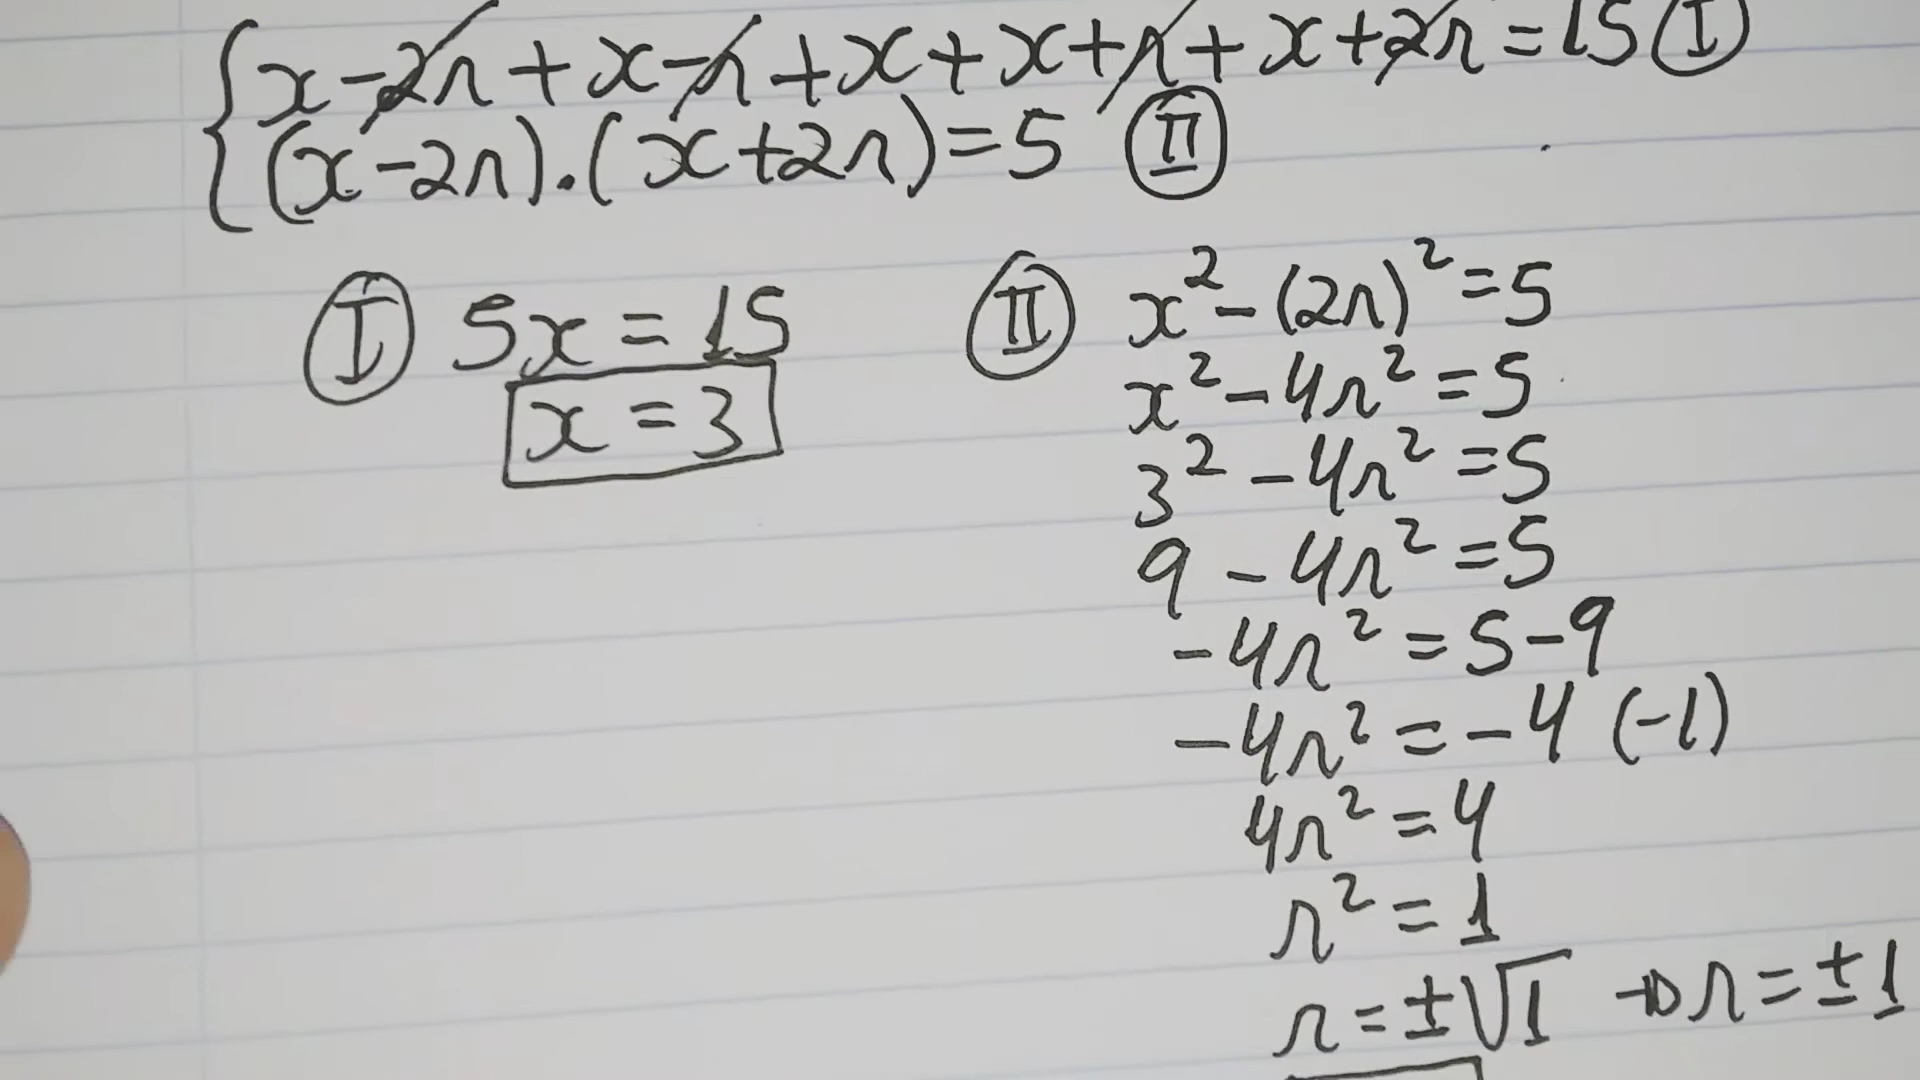 x-2r+x-r+x+x+r+x+2r=15 (I)
(x-2r).(x+2r)=5 (II)
(I) 5x=15
x=3
(II) x²-(2r)²=5
x²-4r²=5
3²-4r²=5
9-4r²=5
-4r²=5-9
-4r²=-4 (-1)
4r²=4
r²=1
r=±√1 → r=±1